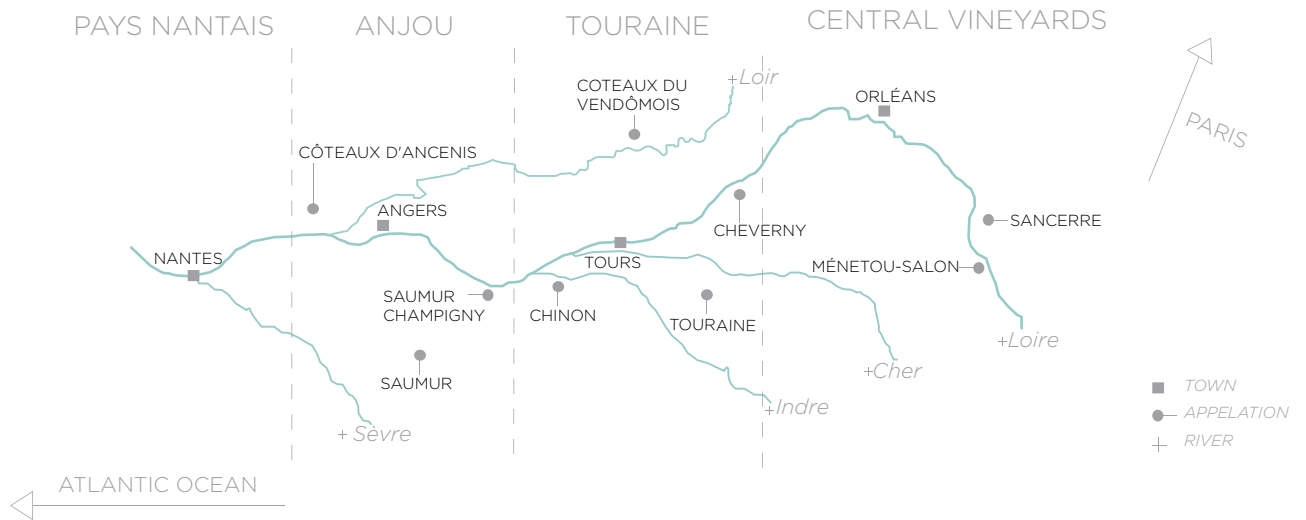 PAYS NANTAIS
ANJOU
TOURAINE
CENTRAL VINEYARDS
+Loir
COTEAUX DU
VENDÔMOIS
ORLÉANS
PARIS
CÔTEAUX D'ANCENIS
ANGERS
SANCERRE
CHEVERNY
NANTES
TOURS
MÉNETOU-SALON
SAUMUR
CHAMPIGNY
CHINON
TOURAINE
+Loire
+Cher
SAUMUR
+Indre
+ Sèvre
TOWN
APPELATION
RIVER
ATLANTIC OCEAN